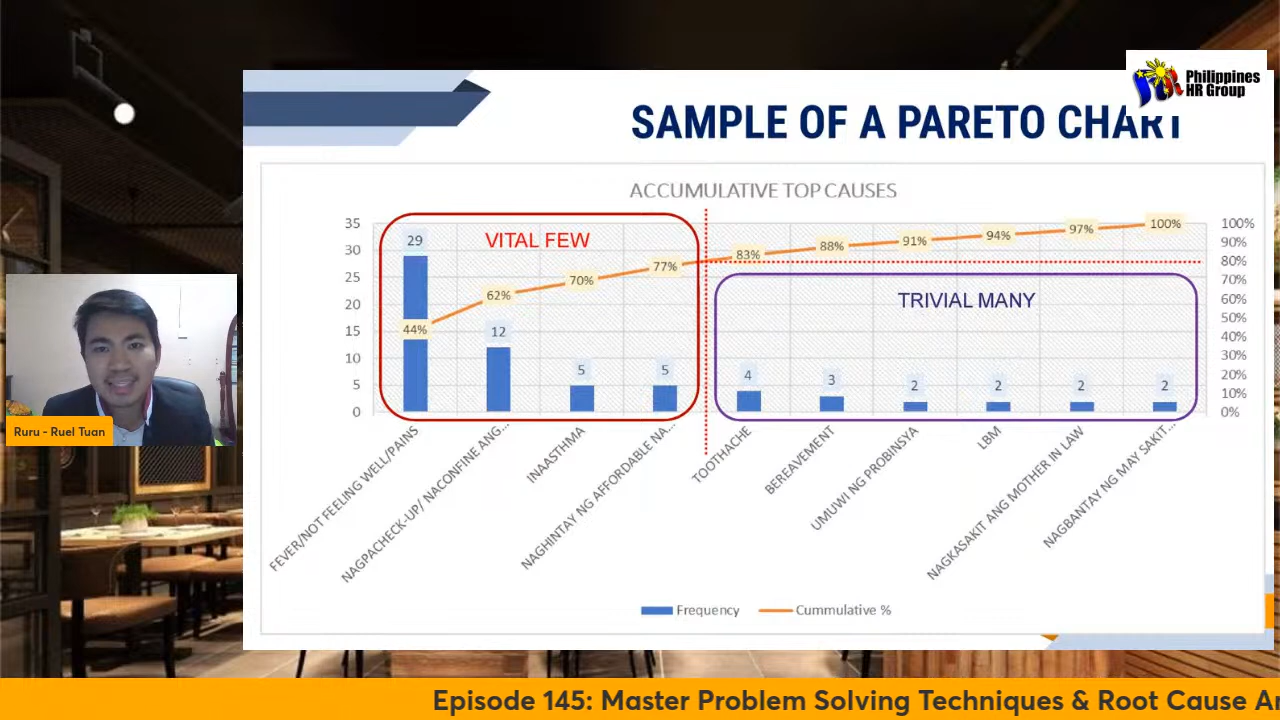 Philippines
HR Group
SAMPLE OF A PARETO CHART
ACCUMULATIVE TOP CAUSES
35
30
25
20
15
10
5
0
100%
90%
80%
70%
60%
50%
40%
30%
20%
10%
0%
VITAL FEW
TRIVIAL MANY
29
12
5
5
4
3
2
2
2
2
44%
62%
70%
77%
83%
88%
91%
94%
97%
100%
FEVER/NOT FEELING WELL/PAINS
NAGPACHECK-UP/ NACONFINE ANG...
INAASTHMA
NAGHINTAY NG AFFORDABLE NA...
TOOTHACHE
BEREAVEMENT
UMUWI NG PROBINSYA
LBM
NAGKASAKIT ANG MOTHER IN LAW
NAGBANTAY NG MAY SAKIT...
Frequency
Cummulative %
Ruru - Ruel Tuan
Episode 145: Master Problem Solving Techniques & Root Cause A